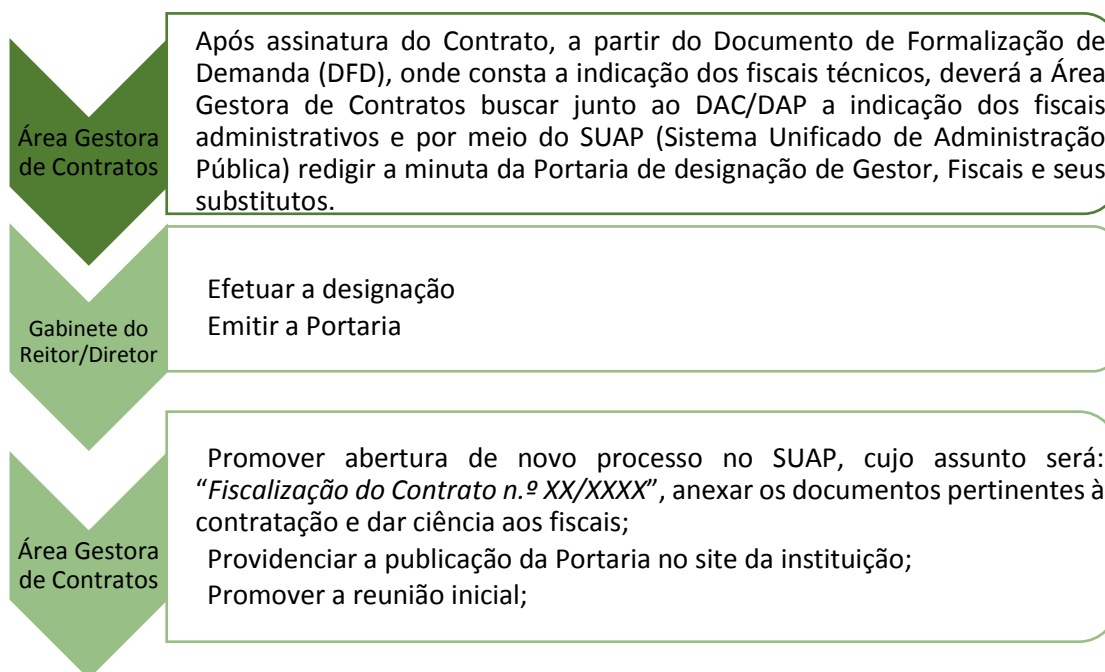 Área Gestora
de Contratos
Após assinatura do Contrato, a partir do Documento de Formalização de
Demanda (DFD), onde consta a indicação dos fiscais técnicos, deverá a Área
Gestora de Contratos buscar junto ao DAC/DAP a indicação dos fiscais
administrativos e por meio do SUAP (Sistema Unificado de Administração
Pública) redigir a minuta da Portaria de designação de Gestor, Fiscais e seus
substitutos.
Gabinete do
Reitor/Diretor
Efetuar a designação
Emitir a Portaria
Área Gestora
de Contratos
Promover abertura de novo processo no SUAP, cujo assunto será:
“Fiscalização do Contrato n.º XX/XXXX”, anexar os documentos pertinentes à
contratação e dar ciência aos fiscais;
Providenciar a publicação da Portaria no site da instituição;
Promover a reunião inicial;